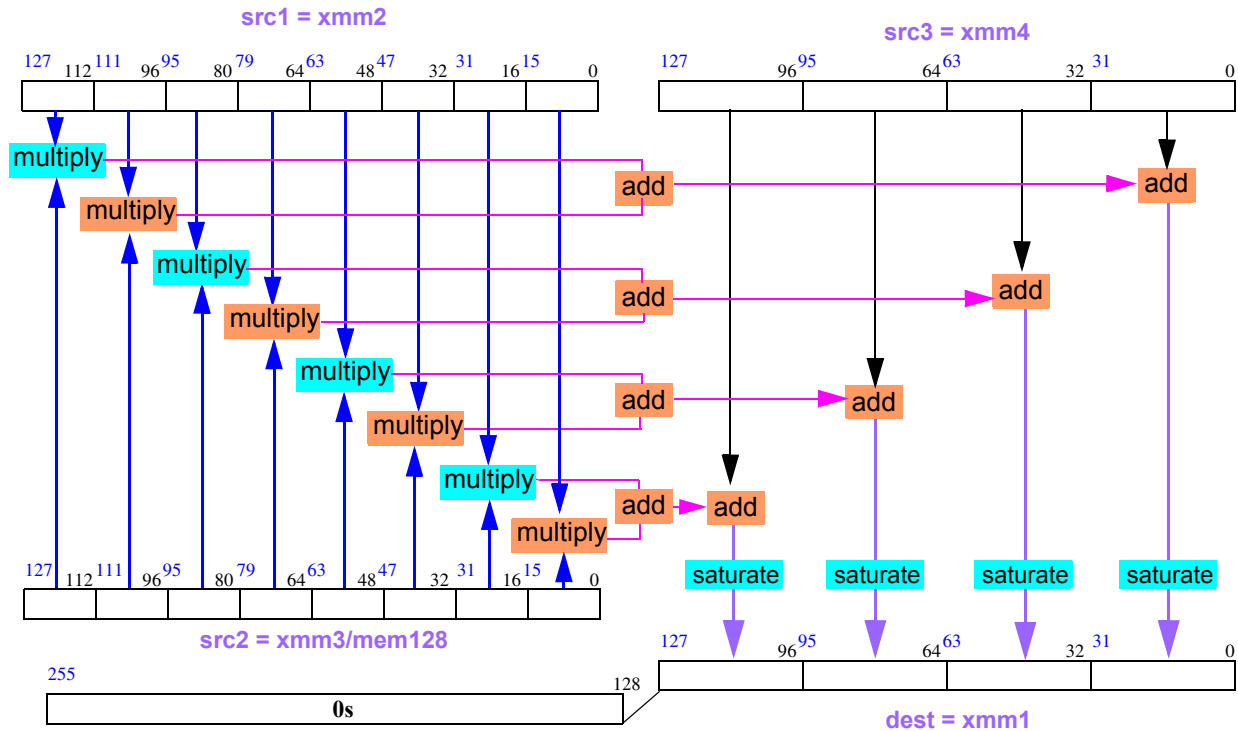 src1 = xmm2
src3 = xmm4
127 112 111 96 95 80 79 64 63 48 47 32 31 16 15 0
127 96 95 64 63 32 31 0
multiply
add
add
multiply
multiply
add
add
multiply
multiply
add
add
multiply
multiply
add
add
multiply
saturate saturate saturate saturate
127 112 111 96 95 80 79 64 63 48 47 32 31 16 15 0
src2 = xmm3/mem128
127 96 95 64 63 32 31 0
255 128
0s
dest = xmm1